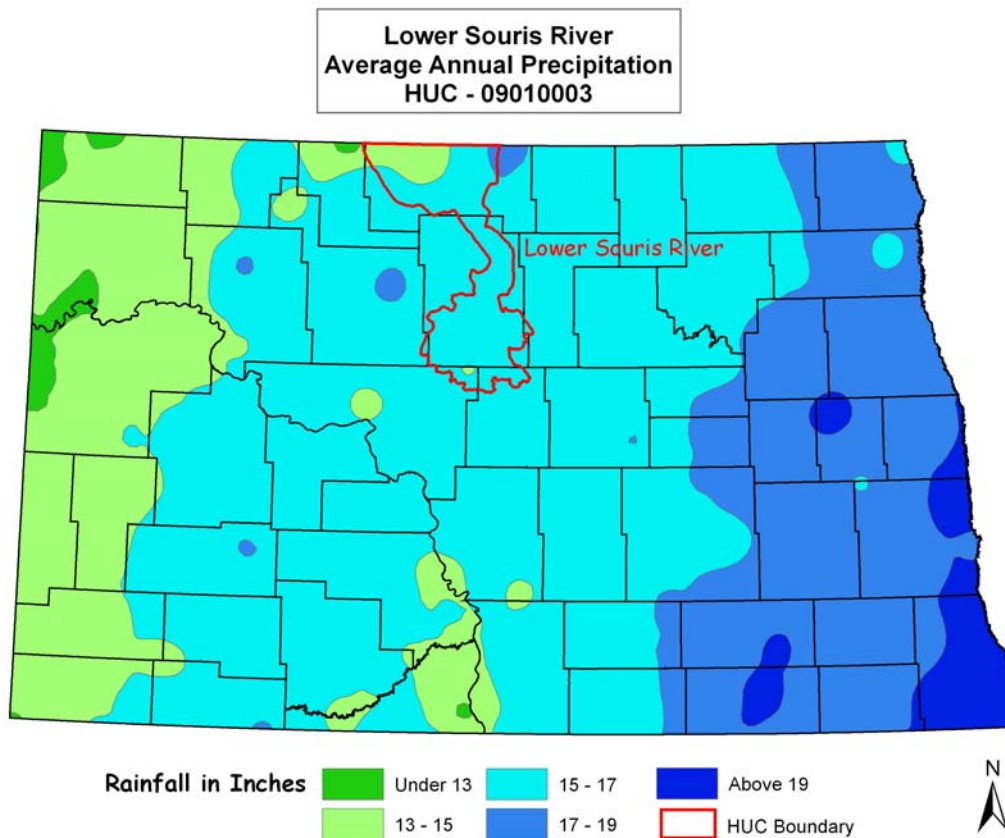 Lower Souris River
Average Annual Precipitation
HUC - 09010003
Lower Souris River
Rainfall in Inches
Under 13
15 - 17
Above 19
13 - 15
17 - 19
HUC Boundary
N